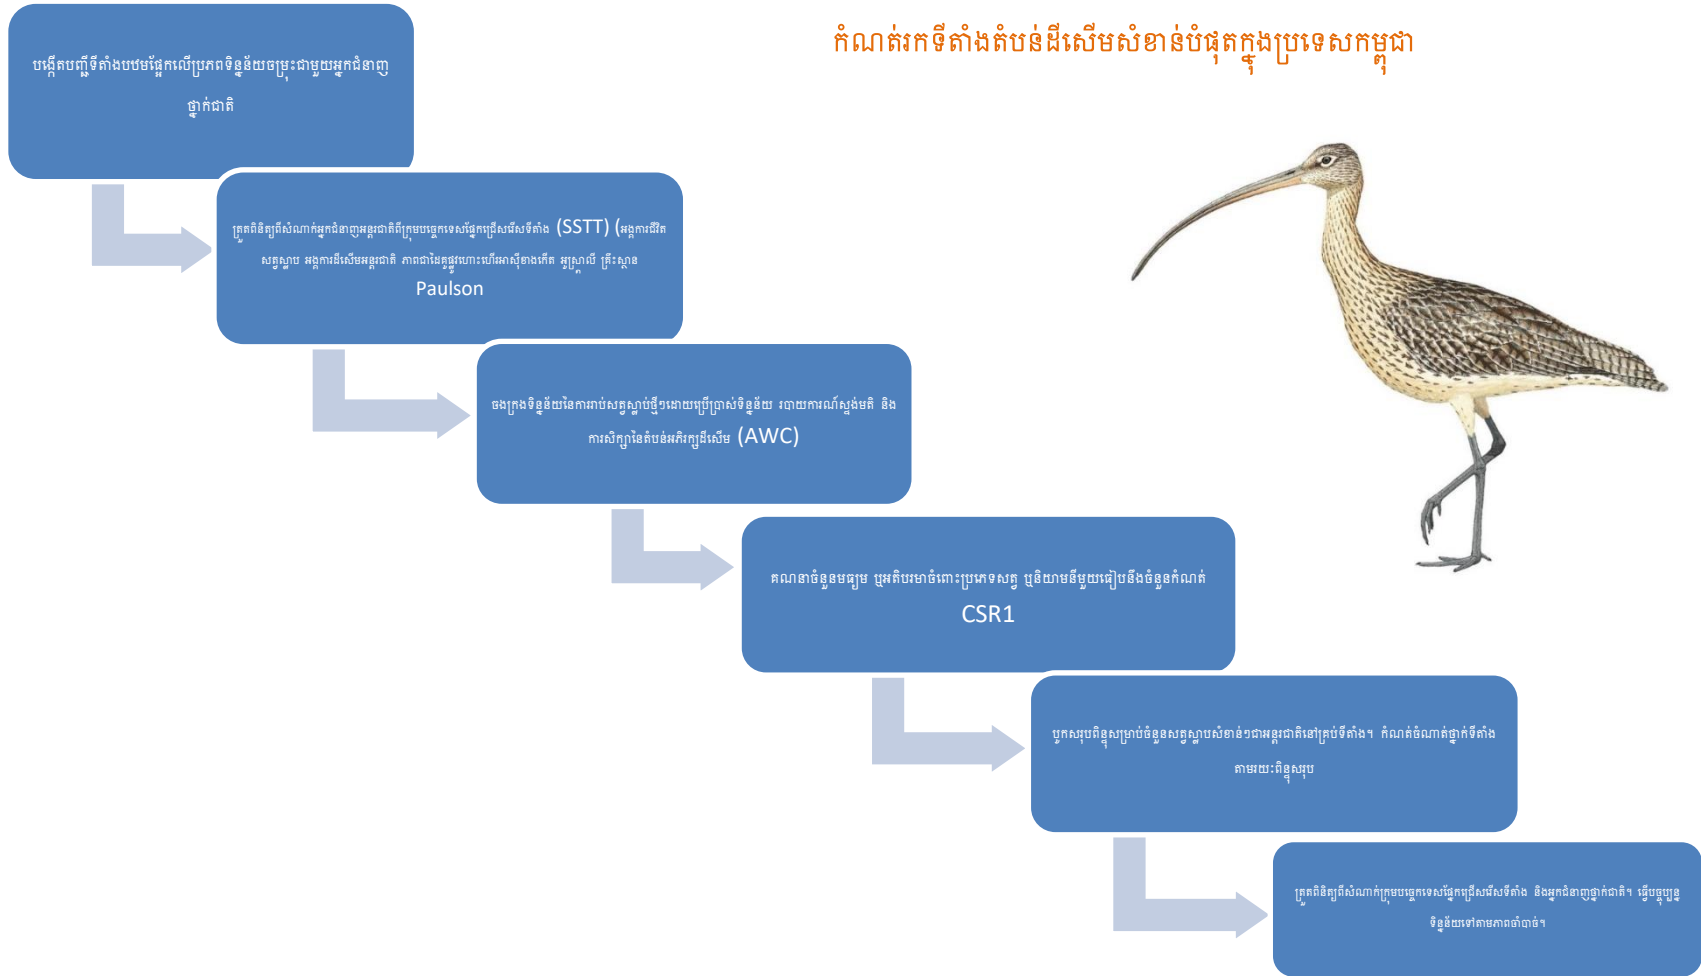 កំណត់រកទីតាំងតំបន់ដីសើមសំខាន់បំផុតក្នុងប្រទេសកម្ពុជា
បង្កើតបញ្ជីទីតាំងបឋមផ្អែកលើប្រភពទិន្នន័យចម្រុះជាមួយអ្នកជំនាញ
ថ្នាក់ជាតិ
ត្រួតពិនិត្យពីសំណាក់អ្នកជំនាញអន្តរជាតិពីក្រុមបច្ចេកទេសផ្នែកជ្រើសរើសទីតាំង (SSTT) (អង្គការជីវិត
សត្វស្លាប អង្គការដីសើមអន្តរជាតិ ភាពជាដៃគូផ្លូវហោះហើរអាស៊ីខាងកើត អូស្ត្រាលី គ្រឹះស្ថាន
Paulson
ចងក្រងទិន្នន័យនៃការរាប់សត្វស្លាប់ថ្មីៗដោយប្រើប្រាស់ទិន្នន័យ របាយការណ៍ស្ទង់មតិ និង
ការសិក្សានៃតំបន់អភិរក្សដីសើម (AWC)
គណនាចំនួនមធ្យម ឬអតិបរមាចំពោះប្រភេទសត្វ ឬនិយាមនីមួយធៀបនឹងចំនួនកំណត់
CSR1
បូកសរុបពិន្ទុសម្រាប់ចំនួនសត្វស្លាបសំខាន់ៗជាអន្តរជាតិនៅគ្រប់ទីតាំង។ កំណត់ចំណាត់ថ្នាក់ទីតាំង
តាមរយៈពិន្ទុសរុប
ត្រួតពិនិត្យពីសំណាក់ក្រុមបច្ចេកទេសផ្នែកជ្រើសរើសទីតាំង និងអ្នកជំនាញថ្នាក់ជាតិ។ ធ្វើបច្ចុប្បន្ន
ទិន្នន័យទៅតាមភាពចាំបាច់។